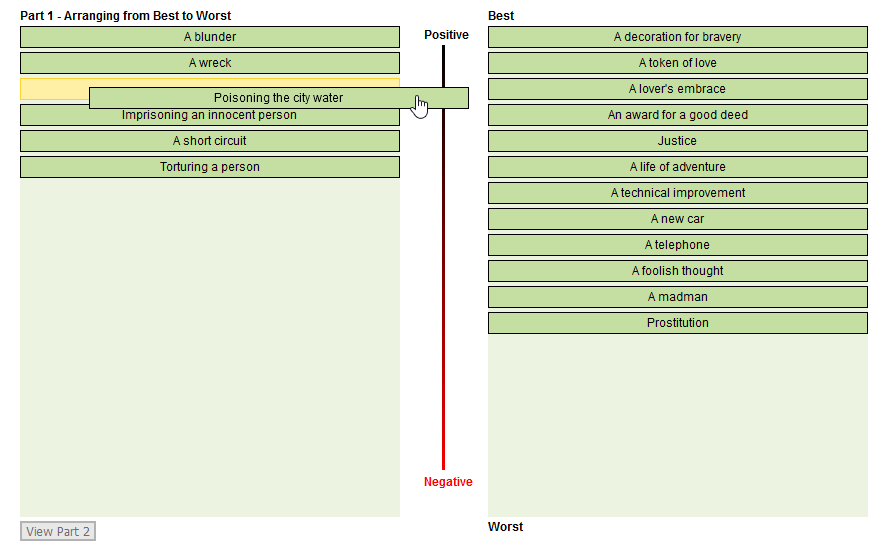 Part 1 - Arranging from Best to Worst
A blunder
A wreck
Poisoning the city water
Imprisoning an innocent person
A short circuit
Torturing a person
View Part 2
Positive
Negative
Best
A decoration for bravery
A token of love
A lover's embrace
An award for a good deed
Justice
A life of adventure
A technical improvement
A new car
A telephone
A foolish thought
A madman
Prostitution
Worst